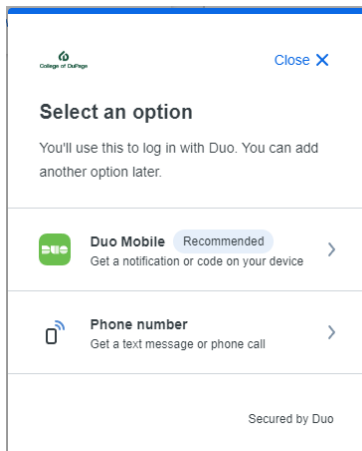 College of DuPage
Close
Select an option
You'll use this to log in with Duo. You can add
another option later.
DUO
Duo Mobile Recommended
Get a notification or code on your device
Phone number
Get a text message or phone call
Secured by Duo